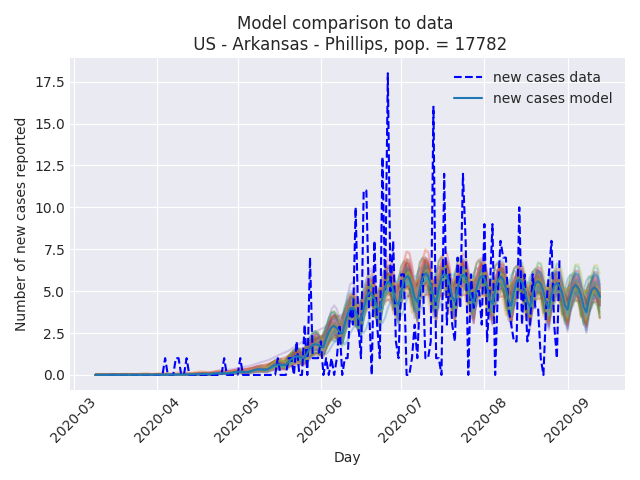 Model comparison to data
US - Arkansas - Phillips, pop. = 17782
new cases data
new cases model
Number of new cases reported
17.5
15.0
12.5
10.0
7.5
5.0
2.5
0.0
2020-03
2020-04
2020-05
2020-06
2020-07
2020-08
2020-09
Day